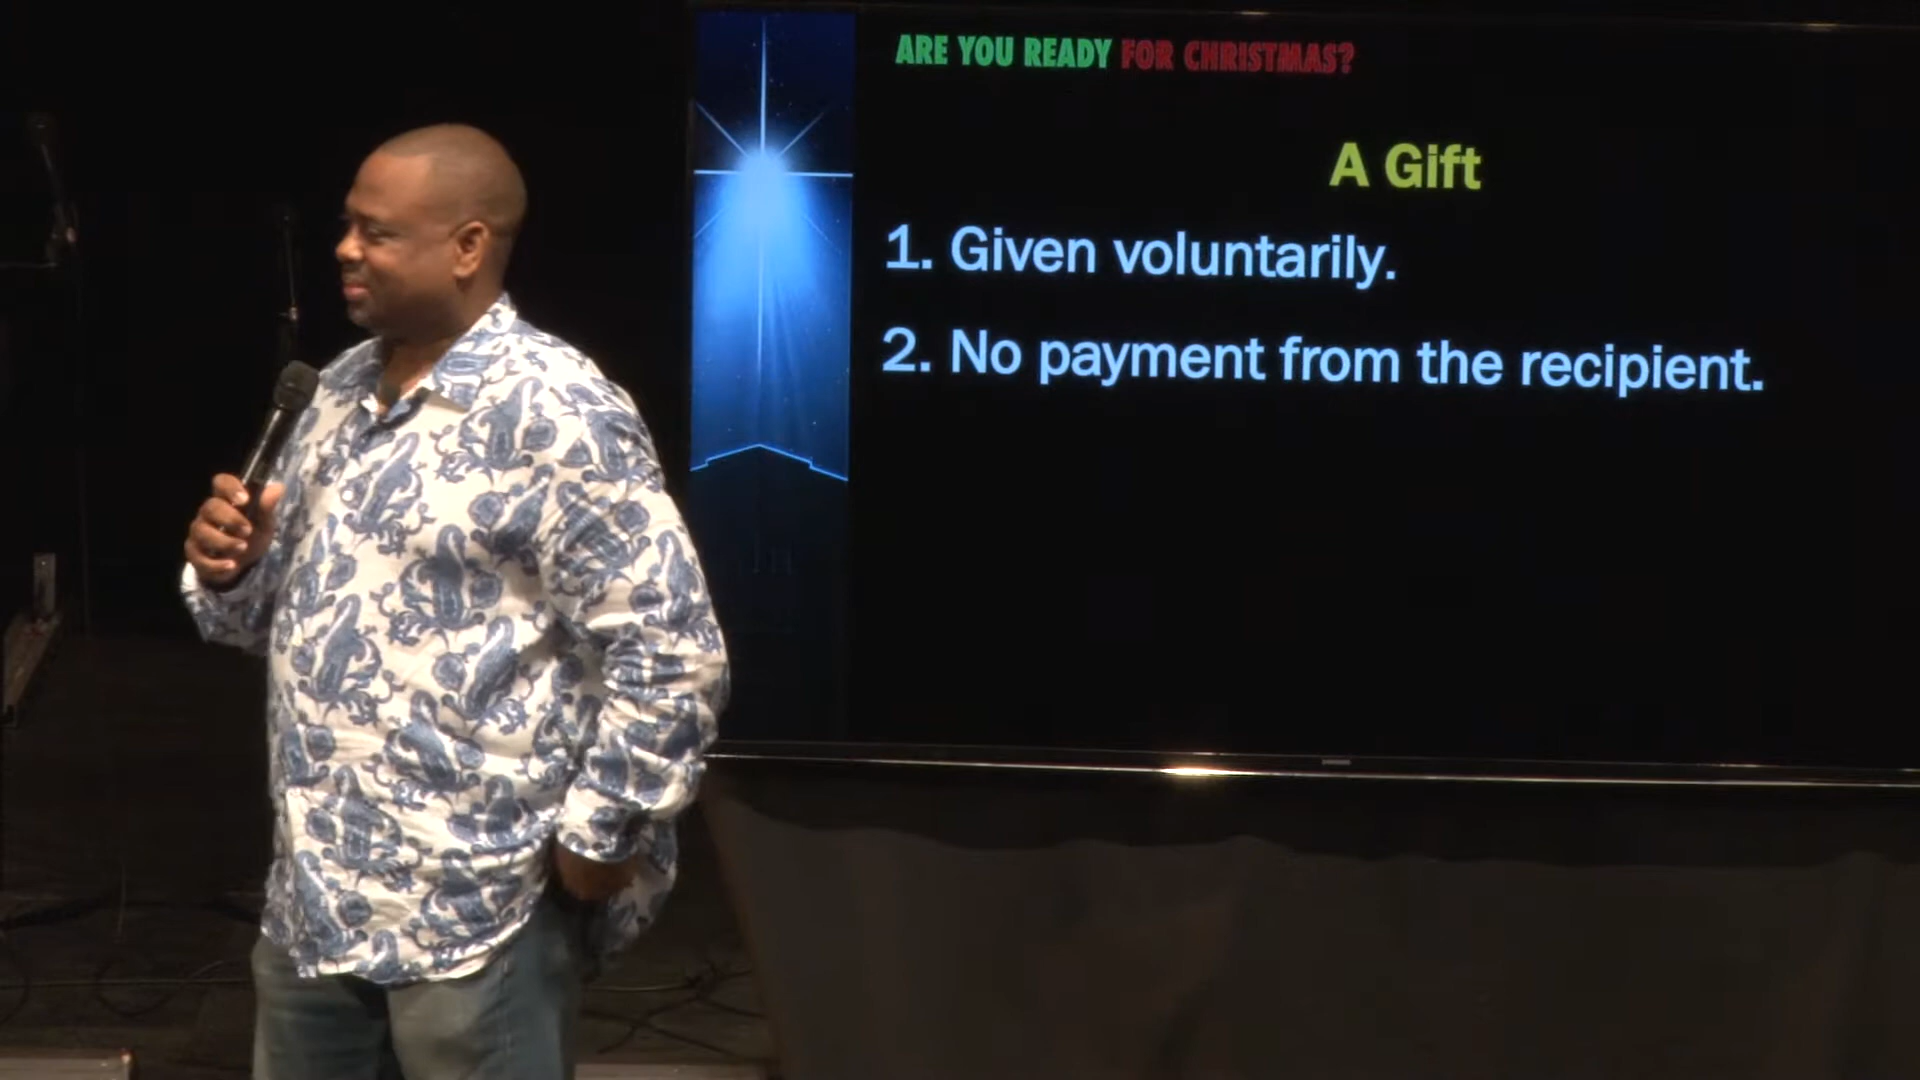 ARE YOU READY FOR CHRISTMAS?
A Gift
1. Given voluntarily.
2. No payment from the recipient.